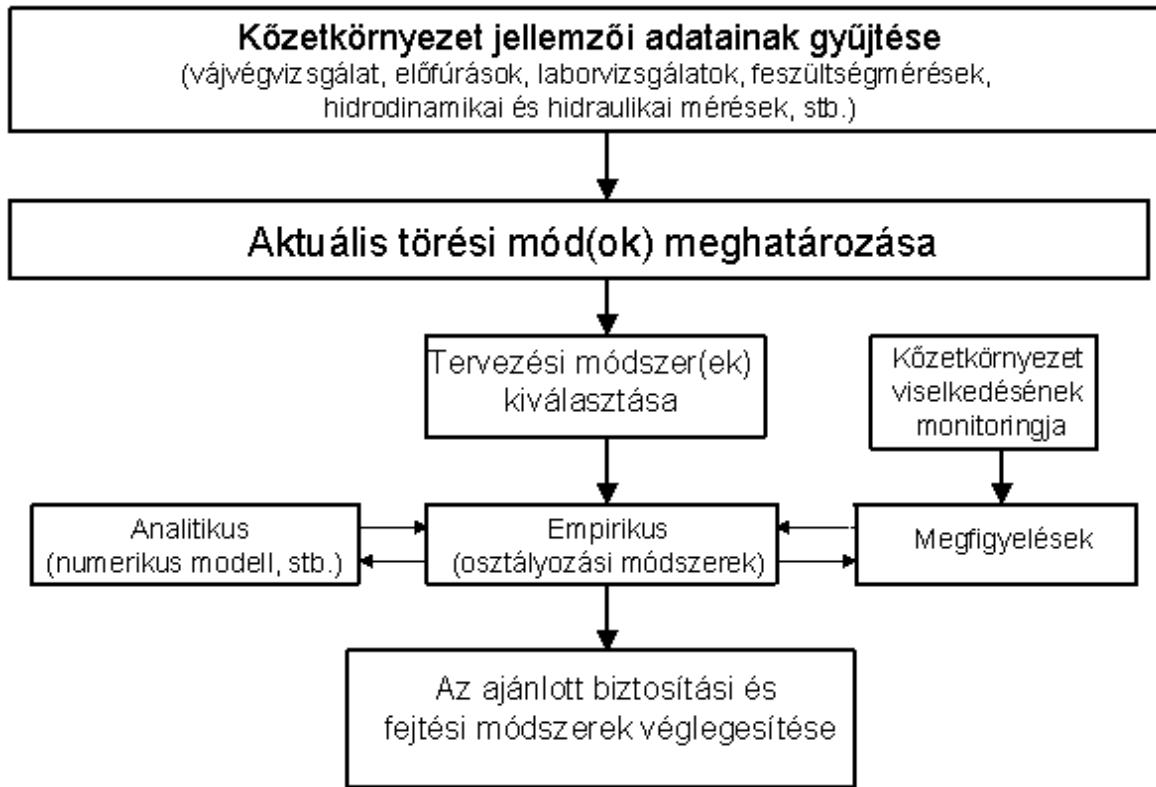 Kőzetkörnyezet jellemzői adatainak gyűjtése
(vájvégvizsgálat, előfúrások, laborvizsgálatok, feszültségmérések,
hidrodinamikai és hidraulikai mérések, stb.)
Aktuális törési mód(ok) meghatározása
Tervezési módszer(ek)
kiválasztása
Kőzetkörnyezet
viselkedésének
monitoringja
Analitikus
(numerikus modell, stb.)
Empirikus
(osztályozási módszerek)
Megfigyelések
Az ajánlott biztosítási és
fejtési módszerek véglegesítése